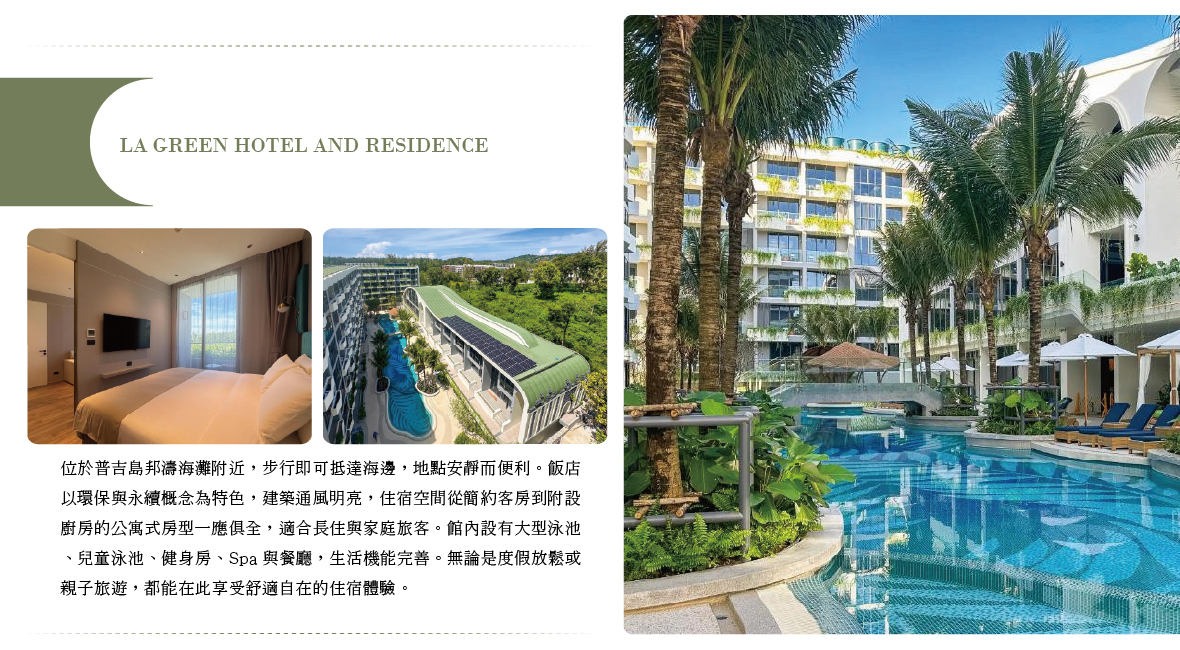 LA GREEN HOTEL AND RESIDENCE
位於普吉島邦濤海灘附近，步行即可抵達海邊，地點安靜而便利。飯店
以環保與永續概念為特色，建築通風明亮，住宿空間從簡約客房到附設
廚房的公寓式房型一應俱全，適合長住與家庭旅客。館內設有大型泳池
、兒童泳池、健身房、Spa 與餐廳，生活機能完善。無論是度假放鬆或
親子旅遊，都能在此享受舒適自在的住宿體驗。